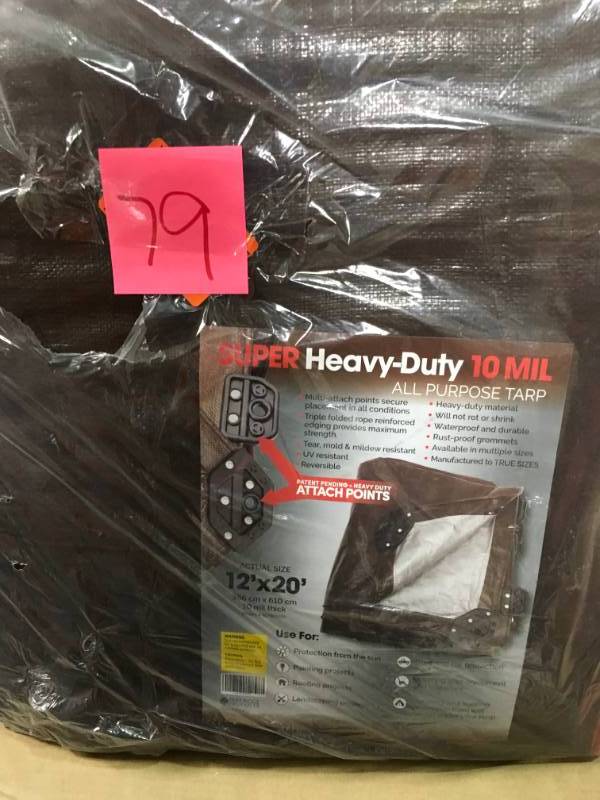 79
SUPER Heavy-Duty 10 MIL
ALL PURPOSE TARP
Multi-attach points secure
placement in all conditions
Triple folded rope reinforced
edging provides maximum
strength
Tear, mold & mildew resistant
UV resistant
Reversible
• Heavy-duty material
• Will not rot or shrink
• Waterproof and durable
• Rust-proof grommets
• Available in multiple sizes
• Manufactured to TRUE SIZES
PATENT PENDING • HEAVY DUTY
ATTACH POINTS
ACTUAL SIZE
12'x20'
366 cm x 610 cm
10 mil thick
Use For:
Protection from the sun
Painting projects
Roofing projects
WARNING